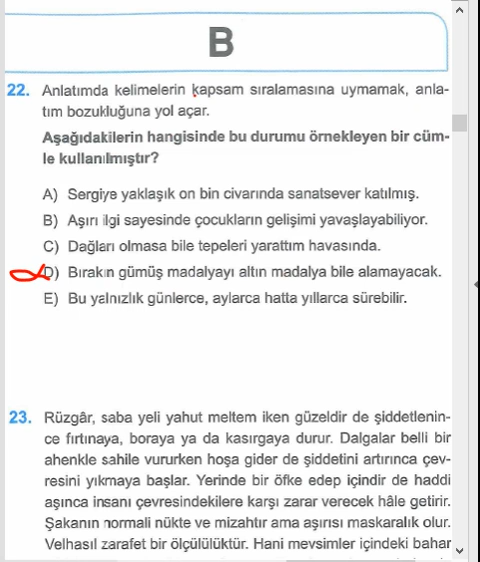 B
22. Anlatımda kelimelerin kapsam sıralamasına uymamak, anla-
tım bozukluğuna yol açar.
Aşağıdakilerin hangisinde bu durumu örnekleyen bir cüm-
le kullanılmıştır?
A) Sergiye yaklaşık on bin civarında sanatsever katılmış.
B) Aşırı ilgi sayesinde çocukların gelişimi yavaşlayabiliyor.
C) Dağları olmasa bile tepeleri yarattım havasında.
D) Bırakın gümüş madalyayı altın madalya bile alamayacak.
E) Bu yalnızlık günlerce, aylarca hatta yıllarca sürebilir.
23. Rüzgâr, saba yeli yahut meltem iken güzeldir de şiddetlenin-
ce fırtınaya, boraya ya da kasırgaya durur. Dalgalar belli bir
ahenkle sahile vururken hoşa gider de şiddetini artırınca çev-
resini yıkmaya başlar. Yerinde bir öfke edep içindir de haddi
aşınca insanı çevresindekilere karşı zarar verecek hâle getirir.
Şakanın normali nükte ve mizahtır ama aşırısı maskaralık olur.
Velhasıl zarafet bir ölçülülüktür. Hani mevsimler içindeki bahar